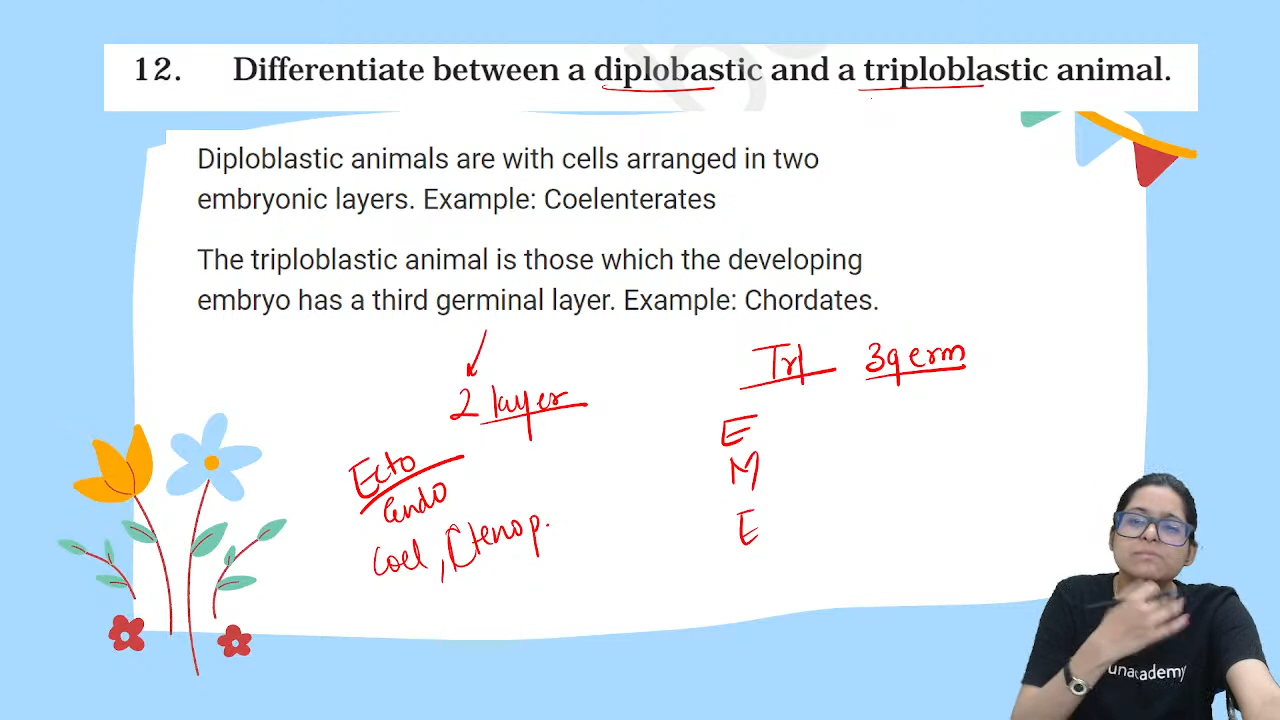 12. Differentiate between a diplobastic and a triploblastic animal.
Diploblastic animals are with cells arranged in two
embryonic layers. Example: Coelenterates
The triploblastic animal is those which the developing
embryo has a third germinal layer. Example: Chordates.
2 layer
Ecto
endo
Coel, Ctenop.
Trl 3germ
E
M
E
unacademy